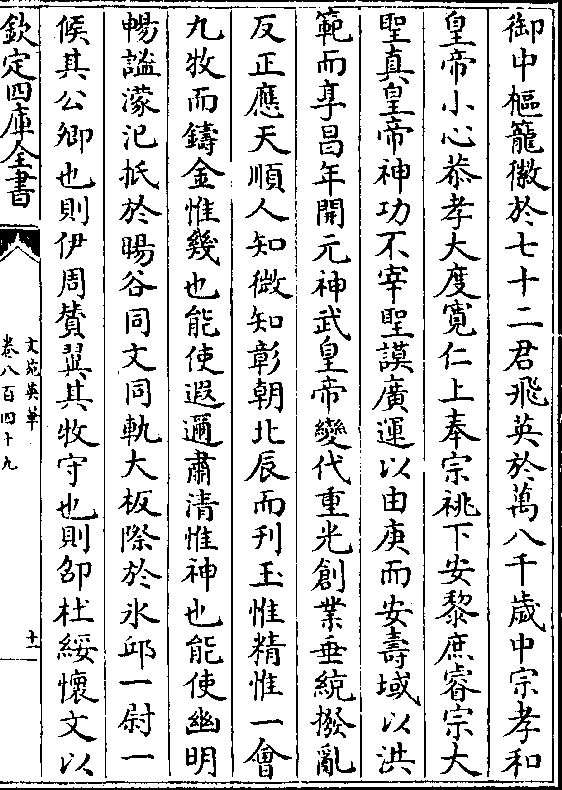 御中樞籠徽於七十二君飛英於萬八千歲中宗孝和
皇帝小心恭孝大度寬仁上奉宗祧下安黎庶睿宗大
聖真皇帝神功不宰聖謨廣運以由庚而安壽域以洪
範而享昌年開元神武皇帝變代重光創業垂統撥亂
反正應天順人知微知彰朝北辰而刋玉惟精惟一會
九牧而鑄金惟幾也能使遐邇肅清惟神也能使幽明
暢謐濛汜抵於暘谷同文同軌大板際於氷邱一尉一
候其公卿也則伊周賛翼其牧守也則邵杜綏懷文以
欽定四庫全書
文苑英華
卷八百四十九
十一